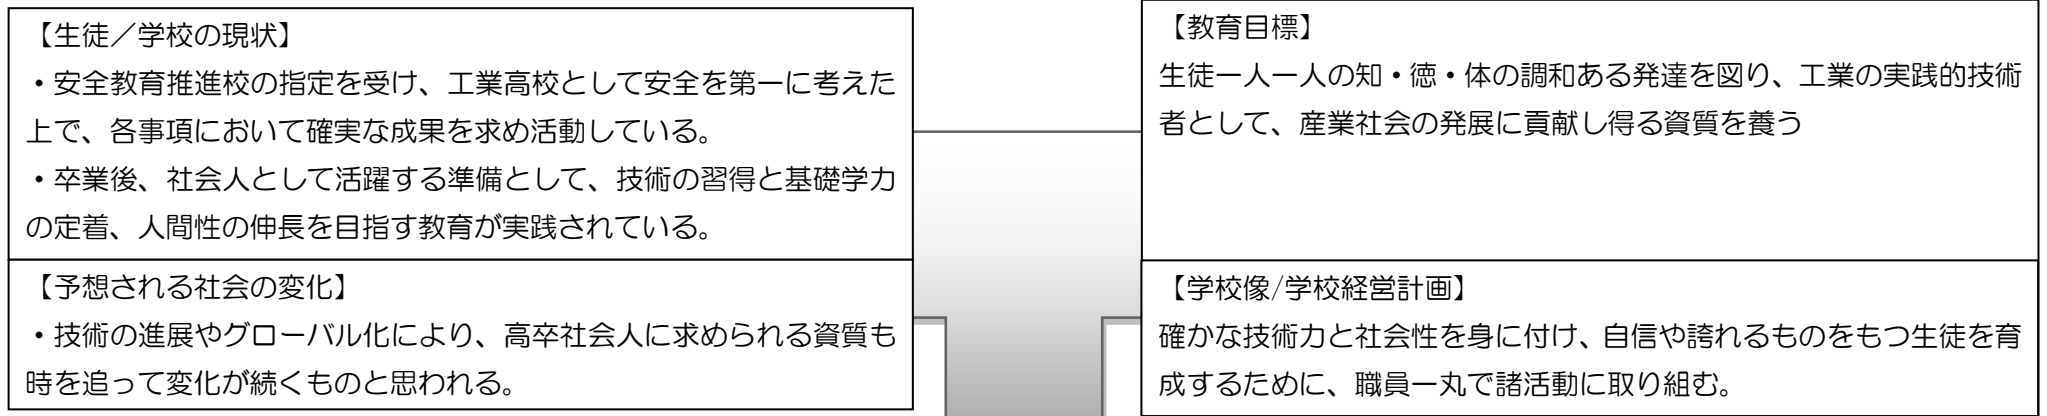 【生徒／学校の現状】
・安全教育推進校の指定を受け、工業高校として安全を第一に考えた
上で、各事項において確実な成果を求め活動している。
・卒業後、社会人として活躍する準備として、技術の習得と基礎学力
の定着、人間性の伸長を目指す教育が実践されている。
【予想される社会の変化】
・技術の進展やグローバル化により、高卒社会人に求められる資質も
時を追って変化が続くものと思われる。
【教育目標】
生徒一人一人の知・徳・体の調和ある発達を図り、工業の実践的技術
者として、産業社会の発展に貢献し得る資質を養う
【学校像/学校経営計画】
確かな技術力と社会性を身に付け、自信や誇れるものをもつ生徒を育
成するために、職員一丸で諸活動に取り組む。